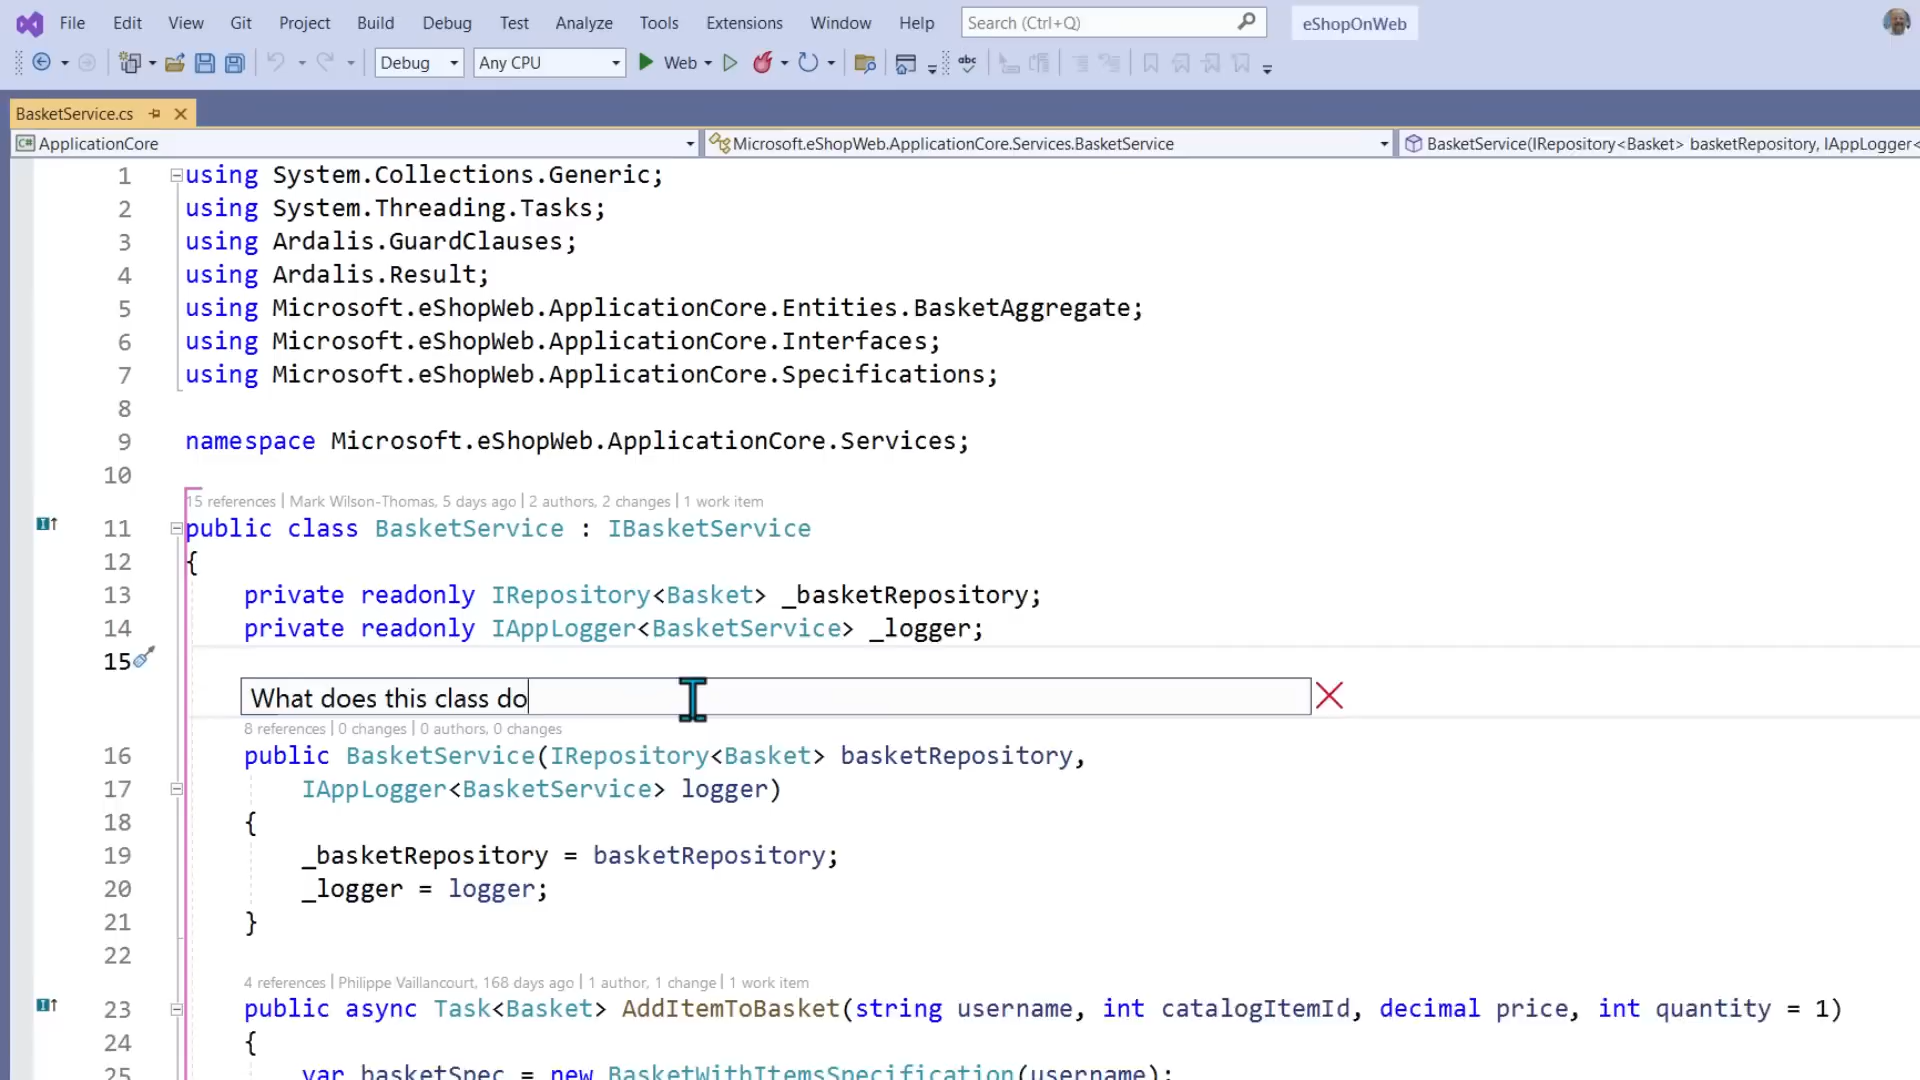 File Edit View Git Project Build Debug Test Analyze Tools Extensions Window Help Search (Ctrl+Q) eShopOnWeb
Debug Any CPU Web abc
BasketService.cs
C# ApplicationCore Microsoft.eShopWeb.ApplicationCore.Services.BasketService BasketService(IRepository<Basket> basketRepository, IAppLogger<
1 using System.Collections.Generic;
2 using System.Threading.Tasks;
3 using Ardalis.GuardClauses;
4 using Ardalis.Result;
5 using Microsoft.eShopWeb.ApplicationCore.Entities.BasketAggregate;
6 using Microsoft.eShopWeb.ApplicationCore.Interfaces;
7 using Microsoft.eShopWeb.ApplicationCore.Specifications;
8
9 namespace Microsoft.eShopWeb.ApplicationCore.Services;
10
15 references | Mark Wilson-Thomas, 5 days ago | 2 authors, 2 changes | 1 work item
11 public class BasketService : IBasketService
12 {
13 private readonly IRepository<Basket> _basketRepository;
14 private readonly IAppLogger<BasketService> _logger;
15
What does this class do
8 references | 0 changes | 0 authors, 0 changes
16 public BasketService(IRepository<Basket> basketRepository,
17 IAppLogger<BasketService> logger)
18 {
19 _basketRepository = basketRepository;
20 _logger = logger;
21 }
22
4 references | Philippe Vaillancourt, 168 days ago | 1 author, 1 change | 1 work item
23 public async Task<Basket> AddItemToBasket(string username, int catalogItemId, decimal price, int quantity = 1)
24 {
25 var basketSpec = new BasketWithItemsSpecification(username);